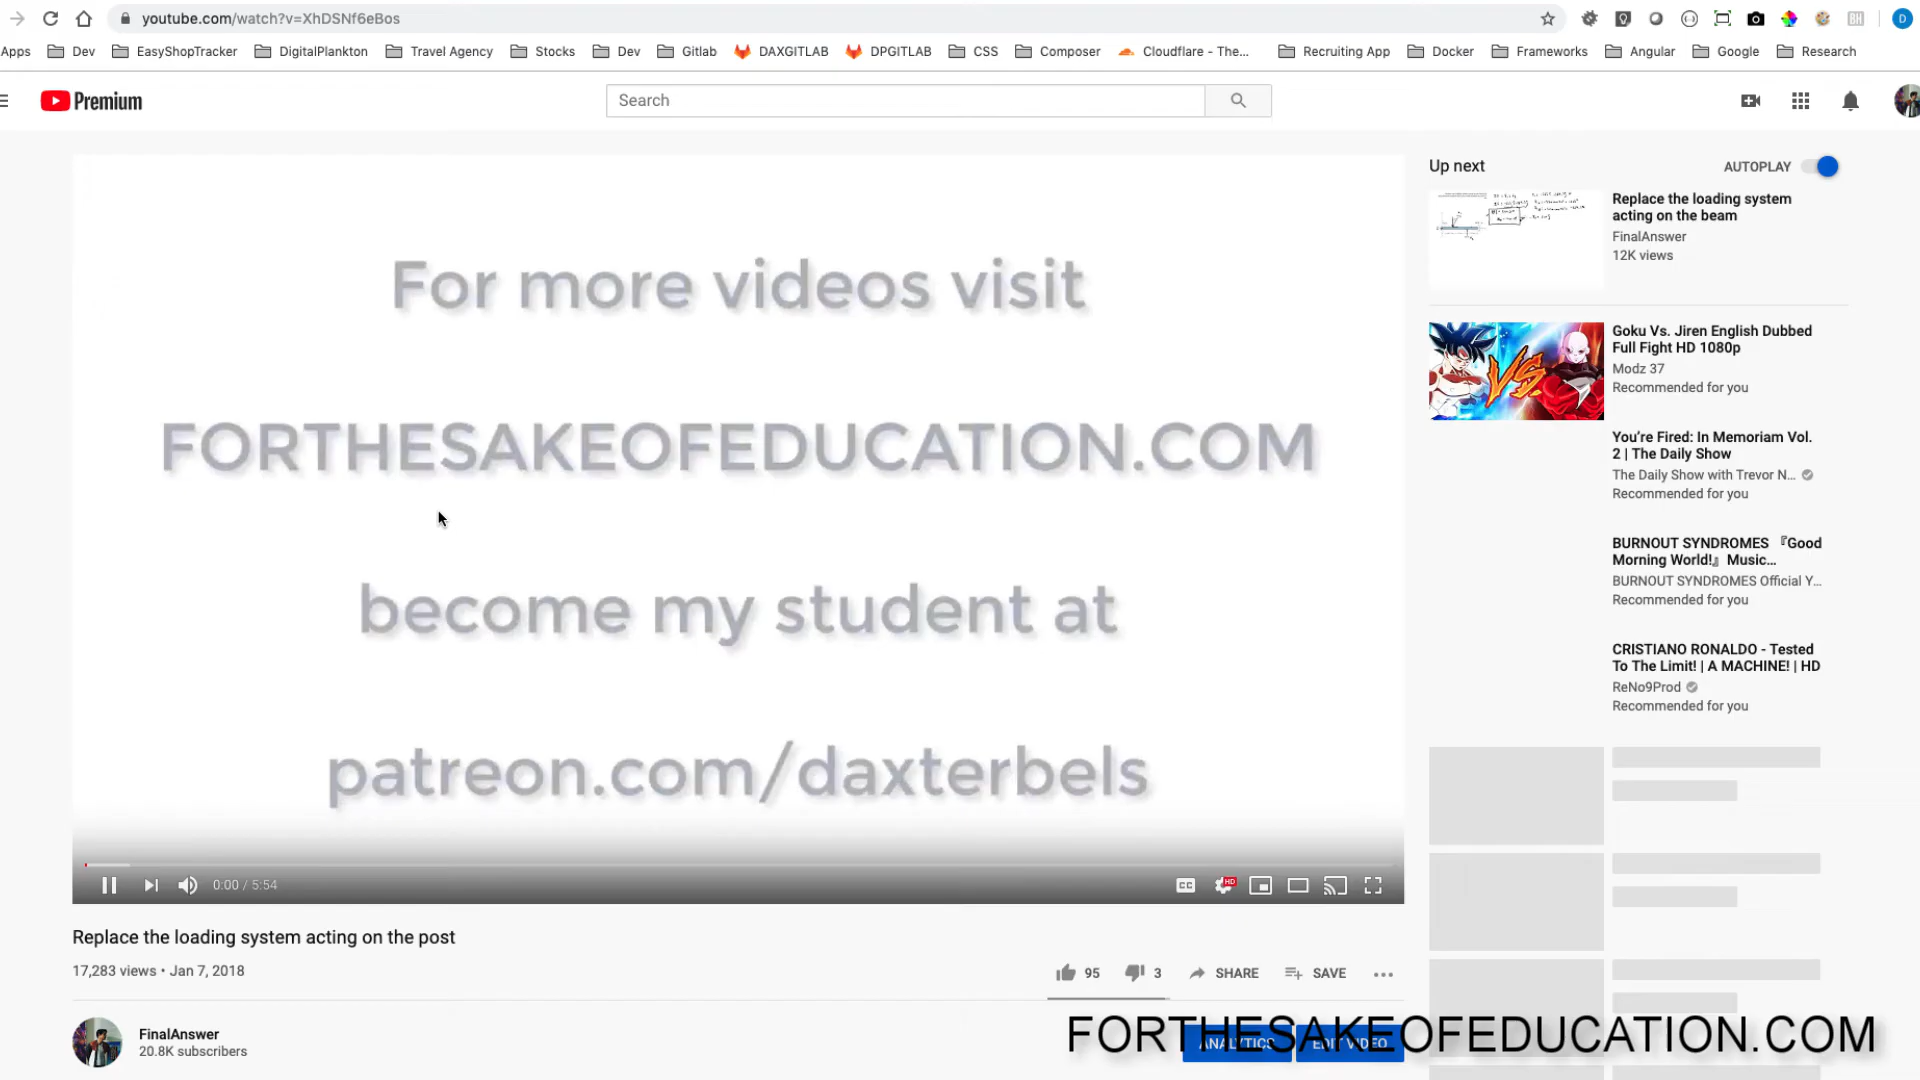 youtube.com/watch?v=XhDSNf6eBos
Apps Dev EasyShopTracker DigitalPlankton Travel Agency Stocks Dev Gitlab DAXGITLAB DPGITLAB CSS Composer Cloudflare - The... Recruiting App Docker Frameworks Angular Google Research
Premium
Search
For more videos visit
FORTHESAKEOFEDUCATION.COM
become my student at
patreon.com/daxterbels
0:00 / 5:54
CC
HD
Replace the loading system acting on the post
17,283 views • Jan 7, 2018
95 3 SHARE SAVE
FinalAnswer
20.8K subscribers
ANALYTICS EDIT VIDEO
FORTHESAKEOFEDUCATION.COM
Up next AUTOPLAY
Replace the loading system
acting on the beam
FinalAnswer
12K views
VS.
Goku Vs. Jiren English Dubbed
Full Fight HD 1080p
Modz 37
Recommended for you
You're Fired: In Memoriam Vol.
2 | The Daily Show
The Daily Show with Trevor N...
Recommended for you
BURNOUT SYNDROMES 『Good
Morning World!』 Music...
BURNOUT SYNDROMES Official Y...
Recommended for you
CRISTIANO RONALDO - Tested
To The Limit! | A MACHINE! | HD
ReNo9Prod
Recommended for you